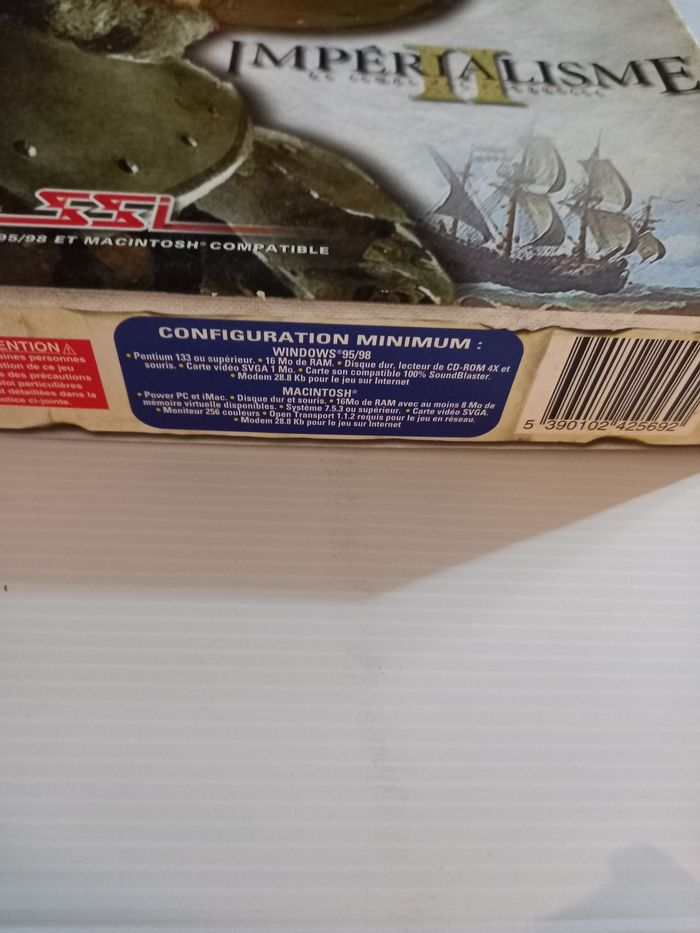 IMPÉRIALISME
II
SSI
95/98 ET MACINTOSH® COMPATIBLE
CONFIGURATION MINIMUM :
WINDOWS®95/98
• Pentium 133 ou supérieur. • 16 Mo de RAM. • Disque dur, lecteur de CD-ROM 4X et
souris. • Carte vidéo SVGA 1 Mo. • Carte son compatible 100% SoundBlaster.
• Modem 28.8 Kb pour le jeu sur Internet
MACINTOSH®
• Power PC et iMac. • Disque dur et souris. • 16Mo de RAM avec au moins 8 Mo de
mémoire virtuelle disponibles. • Système 7.5.3 ou supérieur. • Carte vidéo SVGA.
• Moniteur 256 couleurs • Open Transport 1.1.2 requis pour le jeu en réseau.
• Modem 28.8 Kb pour le jeu sur Internet
ENTION
aines personnes
ation de ce jeu
des précautions
loi particulières
t détaillées dans la
otice ci-jointe.
5 390102 425692